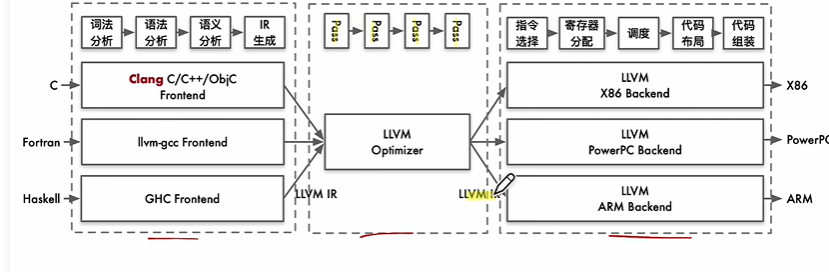 词法
分析
语法
分析
语义
分析
IR
生成
Pass
Pass
Pass
Pass
指令
选择
寄存器
分配
调度
代码
布局
代码
组装
C
Clang C/C++/ObjC
Frontend
Fortran
llvm-gcc Frontend
Haskell
GHC Frontend
LLVM IR
LLVM
Optimizer
LLVM
LLVM
X86 Backend
X86
LLVM
PowerPC Backend
PowerPC
LLVM
ARM Backend
ARM